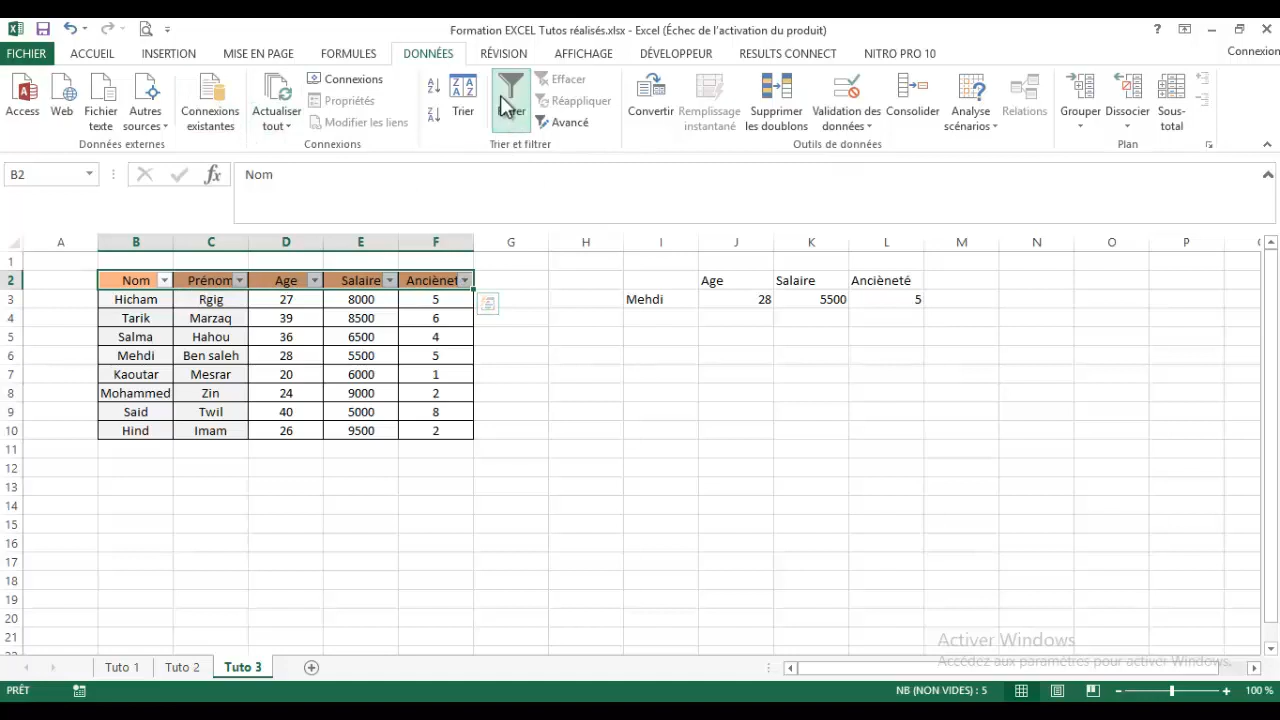 Formation EXCEL Tutos réalisés.xlsx - Excel (Échec de l'activation du produit)
?
FICHIER ACCUEIL INSERTION MISE EN PAGE FORMULES DONNÉES RÉVISION AFFICHAGE DÉVELOPPEUR RESULTS CONNECT NITRO PRO 10 Connexion
Access
Web
Fichier
texte
Autres
sources
Connexions
existantes
Données externes
Actualiser
tout
Connexions
Propriétés
Modifier les liens
Connexions
Trier
Effacer
Réappliquer
Avancé
Trier et filtrer
Convertir
Remplissage
instantané
Supprimer
les doublons
Validation des
données
Consolider
Analyse
scénarios
Relations
Outils de données
Grouper
Dissocier
Sous-
total
Plan
B2 fx Nom
A B C D E F G H I J K L M N O P
1
2 Nom Prénom Age Salaire Anciènet Age Salaire Ancièneté
3 Hicham Rgig 27 8000 5 Mehdi 28 5500 5
4 Tarik Marzaq 39 8500 6
5 Salma Hahou 36 6500 4
6 Mehdi Ben saleh 28 5500 5
7 Kaoutar Mesrar 20 6000 1
8 Mohammed Zin 24 9000 2
9 Said Twil 40 5000 8
10 Hind Imam 26 9500 2
11
12
13
14
15
16
17
18
19
20
21
Activer Windows
Accédez aux paramètres pour activer Windows.
Tuto 1 Tuto 2 Tuto 3
PRÊT NB (NON VIDES) : 5 100 %